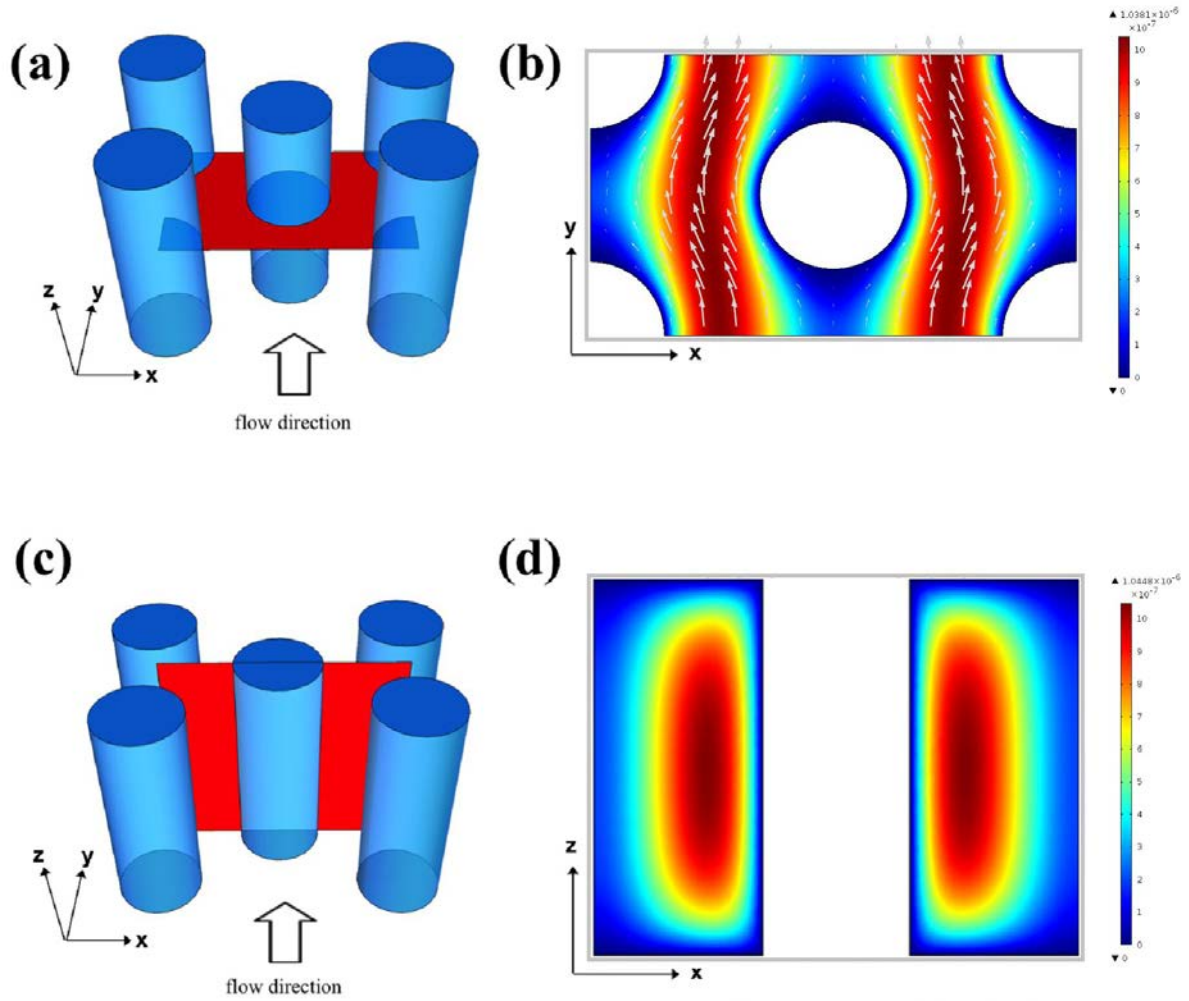 (a)
z
y
x
flow direction
(b)
y
x
▲ 1.0381×10⁻⁶
×10⁻⁷
10
9
8
7
6
5
4
3
2
1
0
▼ 0
(c)
z
y
x
flow direction
(d)
z
x
▲ 1.0448×10⁻⁶
×10⁻⁷
10
9
8
7
6
5
4
3
2
1
0
▼ 0